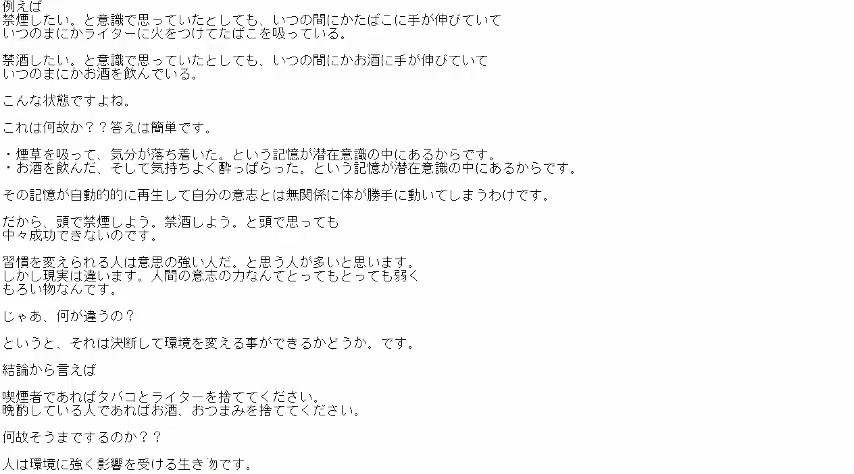 例えば
禁煙したい。と意識で思っていたとしても、いつの間にかたばこに手が伸びていて
いつのまにかライターに火をつけてたばこを吸っている。
禁酒したい。と意識で思っていたとしても、いつの間にかお酒に手が伸びていて
いつのまにかお酒を飲んでいる。
こんな状態ですよね。
これは何故か？？答えは簡単です。
・煙草を吸って、気分が落ち着いた。という記憶が潜在意識の中にあるからです。
・お酒を飲んだ、そして気持ちよく酔っぱらった。という記憶が潜在意識の中にあるからです。
その記憶が自動的的に再生して自分の意志とは無関係に体が勝手に動いてしまうわけです。
だから、頭で禁煙しよう。禁酒しよう。と頭で思っても
中々成功できないのです。
習慣を変えられる人は意思の強い人だ。と思う人が多いと思います。
しかし現実は違います。人間の意志の力なんてとってもとっても弱く
もろい物なんです。
じゃあ、何が違うの？
というと、それは決断して環境を変える事ができるかどうか。です。
結論から言えば
喫煙者であればタバコとライターを捨ててください。
晩酌している人であればお酒、おつまみを捨ててください。
何故そうまでするのか？？
人は環境に強く影響を受ける生き物です。